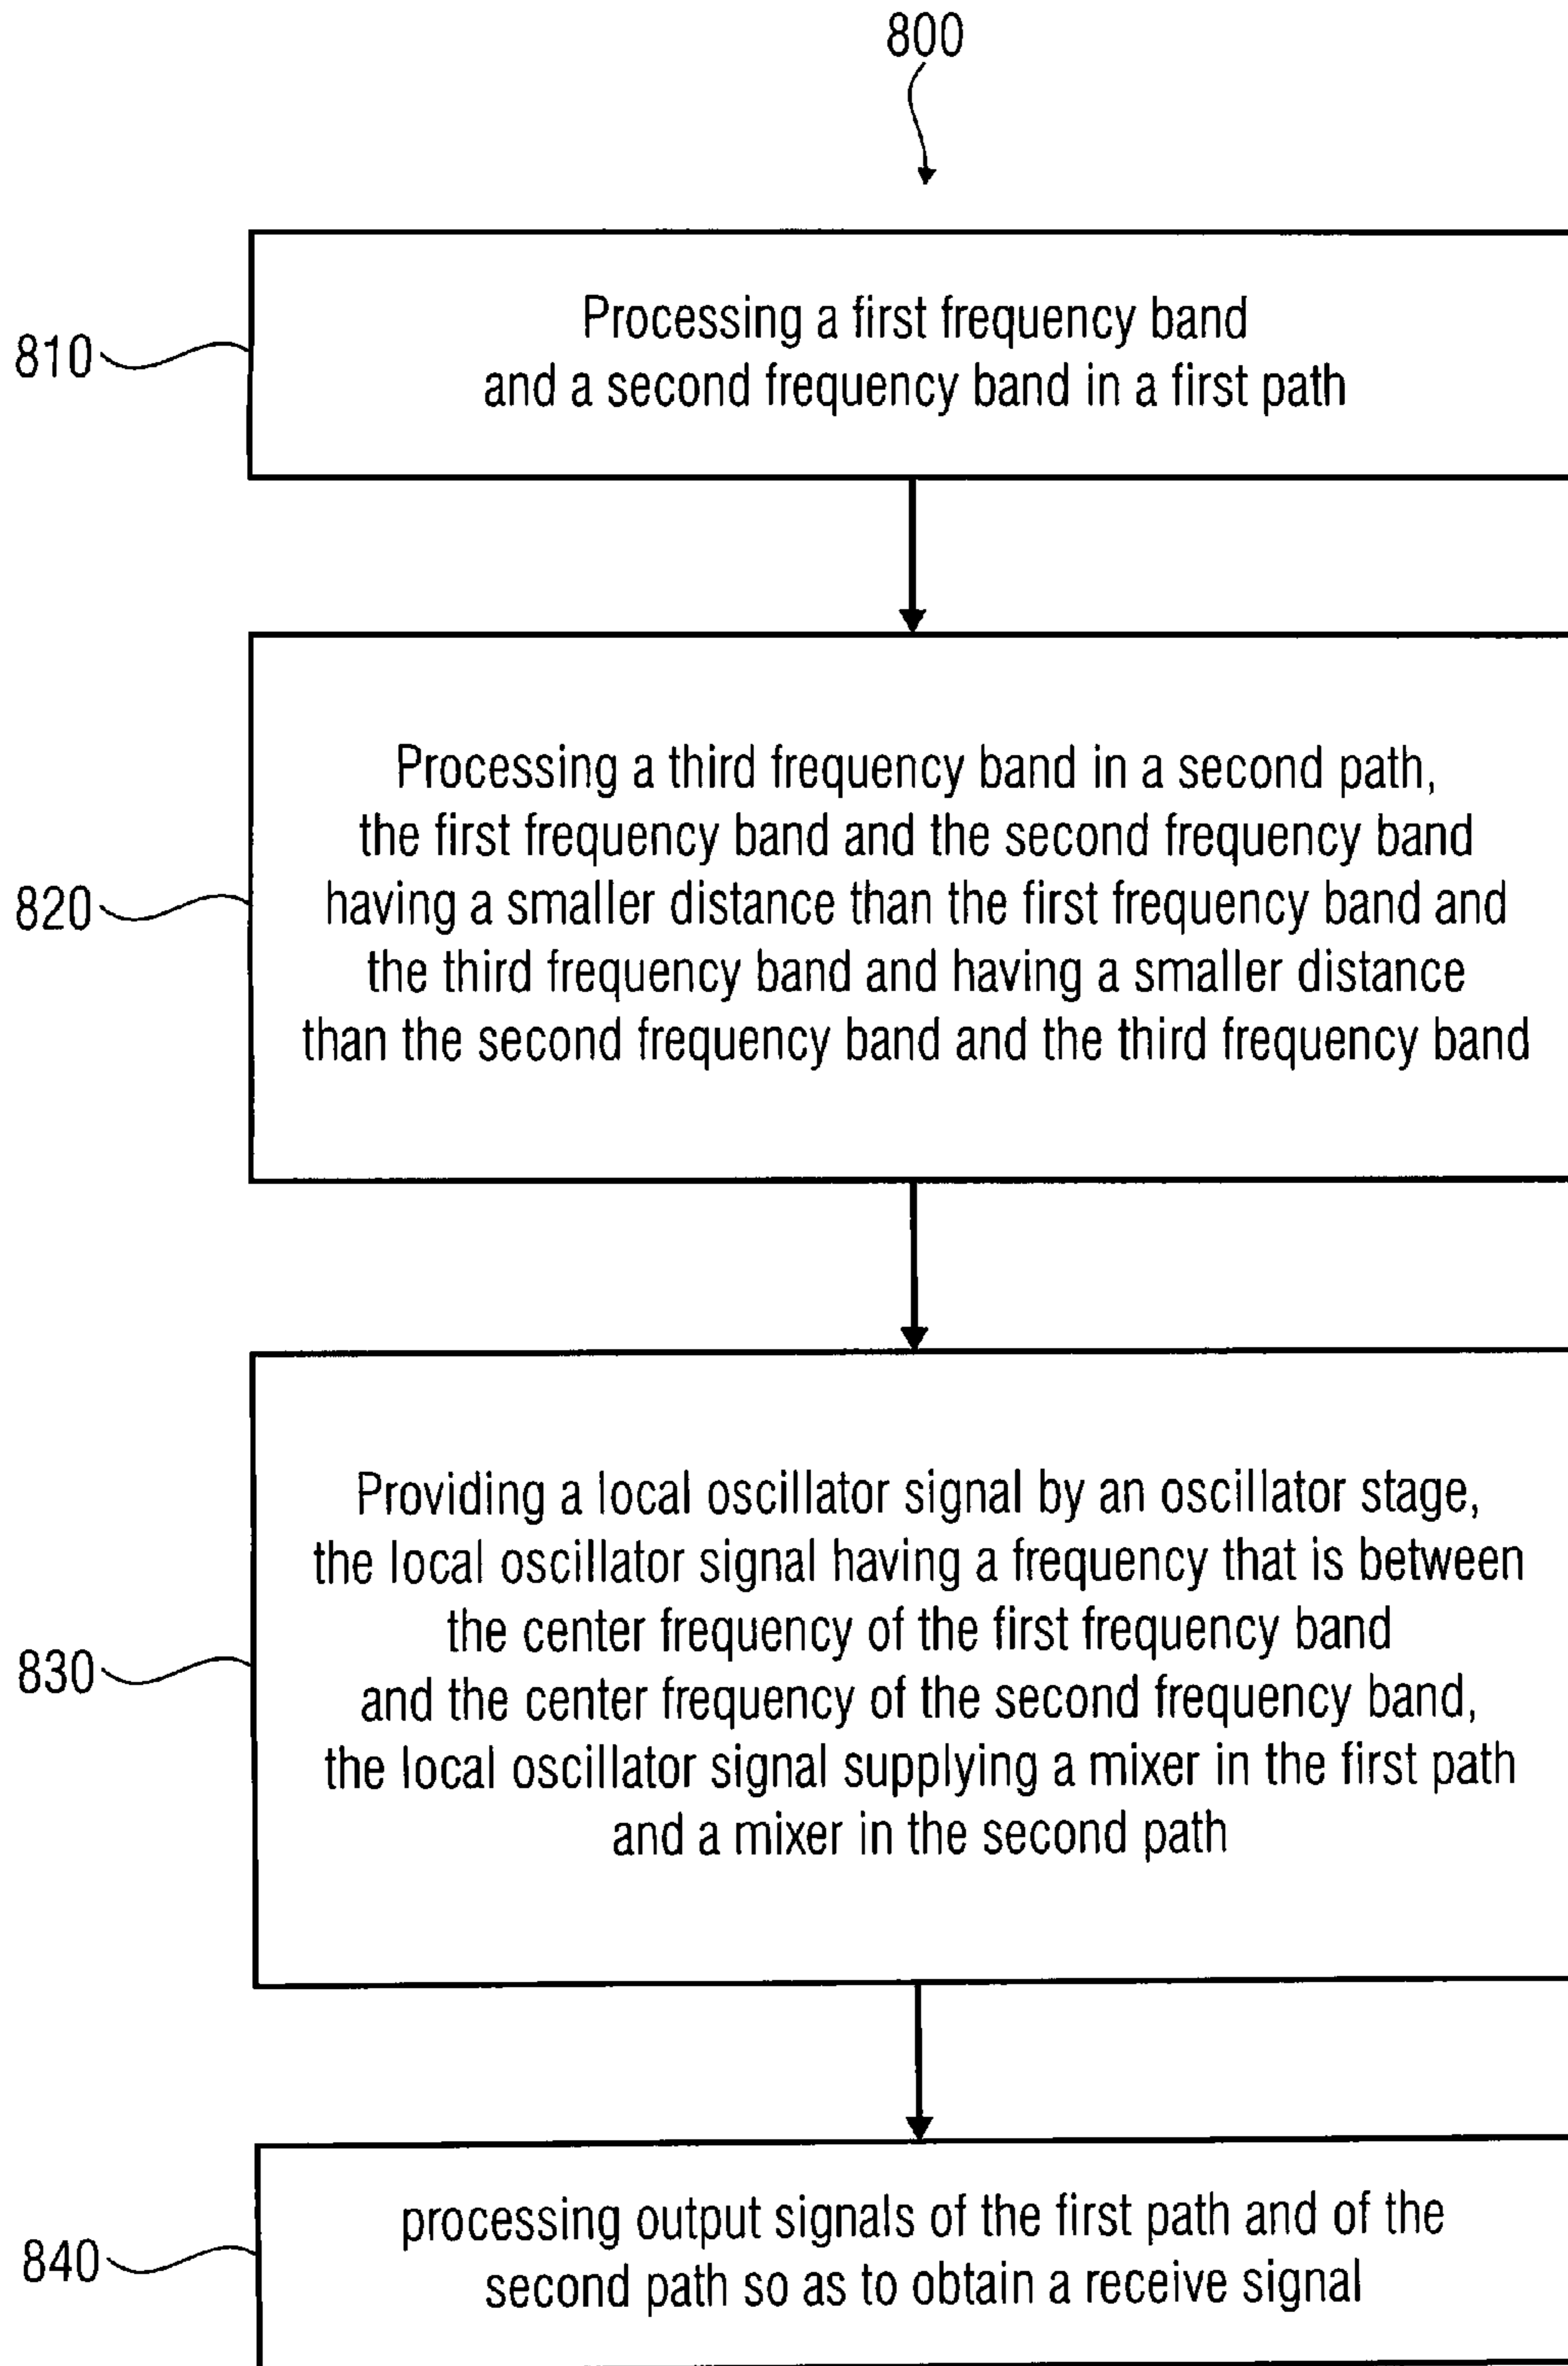 800
810
Processing a first frequency band
and a second frequency band in a first path
820
Processing a third frequency band in a second path,
the first frequency band and the second frequency band
having a smaller distance than the first frequency band and
the third frequency band and having a smaller distance
than the second frequency band and the third frequency band
830
Providing a local oscillator signal by an oscillator stage,
the local oscillator signal having a frequency that is between
the center frequency of the first frequency band
and the center frequency of the second frequency band,
the local oscillator signal supplying a mixer in the first path
and a mixer in the second path
840
processing output signals of the first path and of the
second path so as to obtain a receive signal